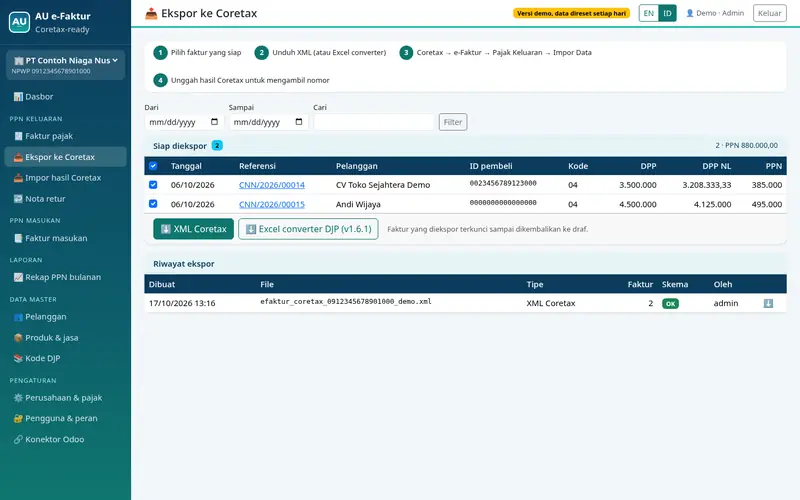 AU
AU e-Faktur
Coretax-ready
PT Contoh Niaga Nus
NPWP 0912345678901000
Dasbor
PPN KELUARAN
Faktur pajak
Ekspor ke Coretax
Impor hasil Coretax
Nota retur
PPN MASUKAN
Faktur masukan
LAPORAN
Rekap PPN bulanan
DATA MASTER
Pelanggan
Produk & jasa
Kode DJP
PENGATURAN
Perusahaan & pajak
Pengguna & peran
Konektor Odoo
Ekspor ke Coretax
Versi demo, data direset setiap hari
EN ID
Demo · Admin
Keluar
1 Pilih faktur yang siap
2 Unduh XML (atau Excel converter)
3 Coretax → e-Faktur → Pajak Keluaran → Impor Data
4 Unggah hasil Coretax untuk mengambil nomor
Dari Sampai Cari
mm/dd/yyyy mm/dd/yyyy Filter
Siap diekspor 2 2 · PPN 880.000,00
Tanggal Referensi Pelanggan ID pembeli Kode DPP DPP NL PPN
06/10/2026 CNN/2026/00014 CV Toko Sejahtera Demo 0023456789123000 04 3.500.000 3.208.333,33 385.000
06/10/2026 CNN/2026/00015 Andi Wijaya 0000000000000000 04 4.500.000 4.125.000 495.000
XML Coretax Excel converter DJP (v1.6.1) Faktur yang diekspor terkunci sampai dikembalikan ke draf.
Riwayat ekspor
Dibuat File Tipe Faktur Skema Oleh
17/10/2026 13:16 efaktur_coretax_0912345678901000_demo.xml XML Coretax 2 OK admin